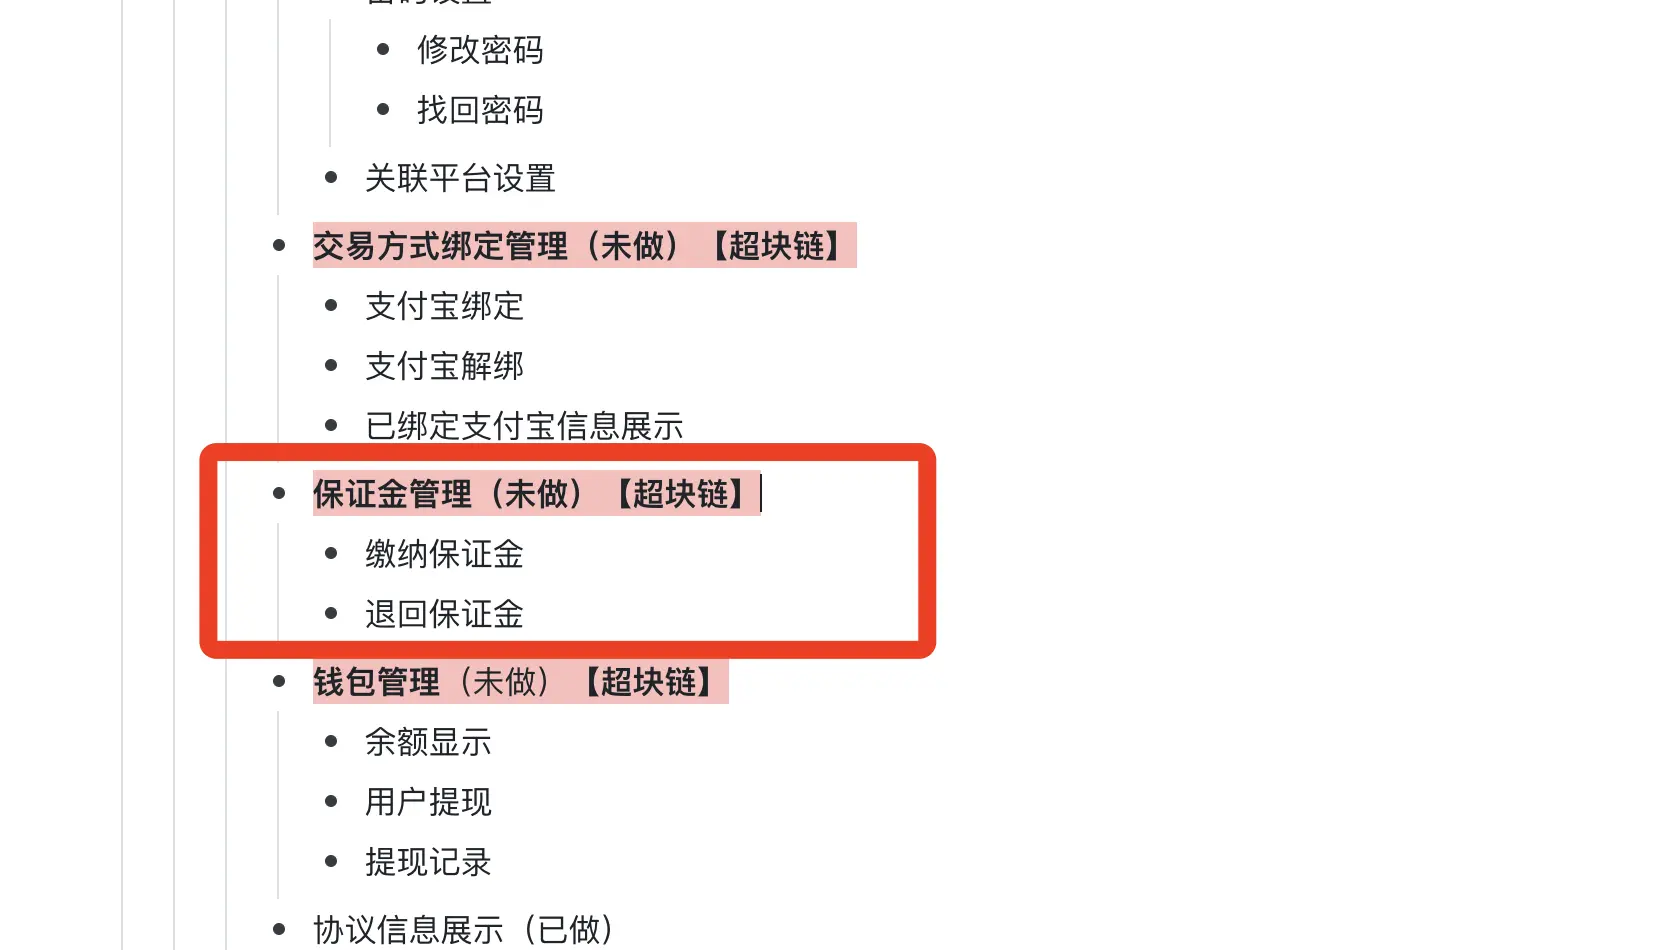 修改密码
找回密码
关联平台设置
交易方式绑定管理（未做）【超块链】
支付宝绑定
支付宝解绑
已绑定支付宝信息展示
保证金管理（未做）【超块链】
缴纳保证金
退回保证金
钱包管理（未做）【超块链】
余额显示
用户提现
提现记录
协议信息展示（已做）